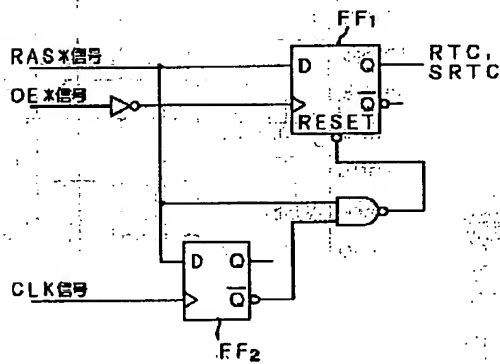 FF₁
RAS*信号
D Q
RTC,
SRTC
OE*信号
Q̅
RESET
D Q
CLK信号
Q̅
FF₂